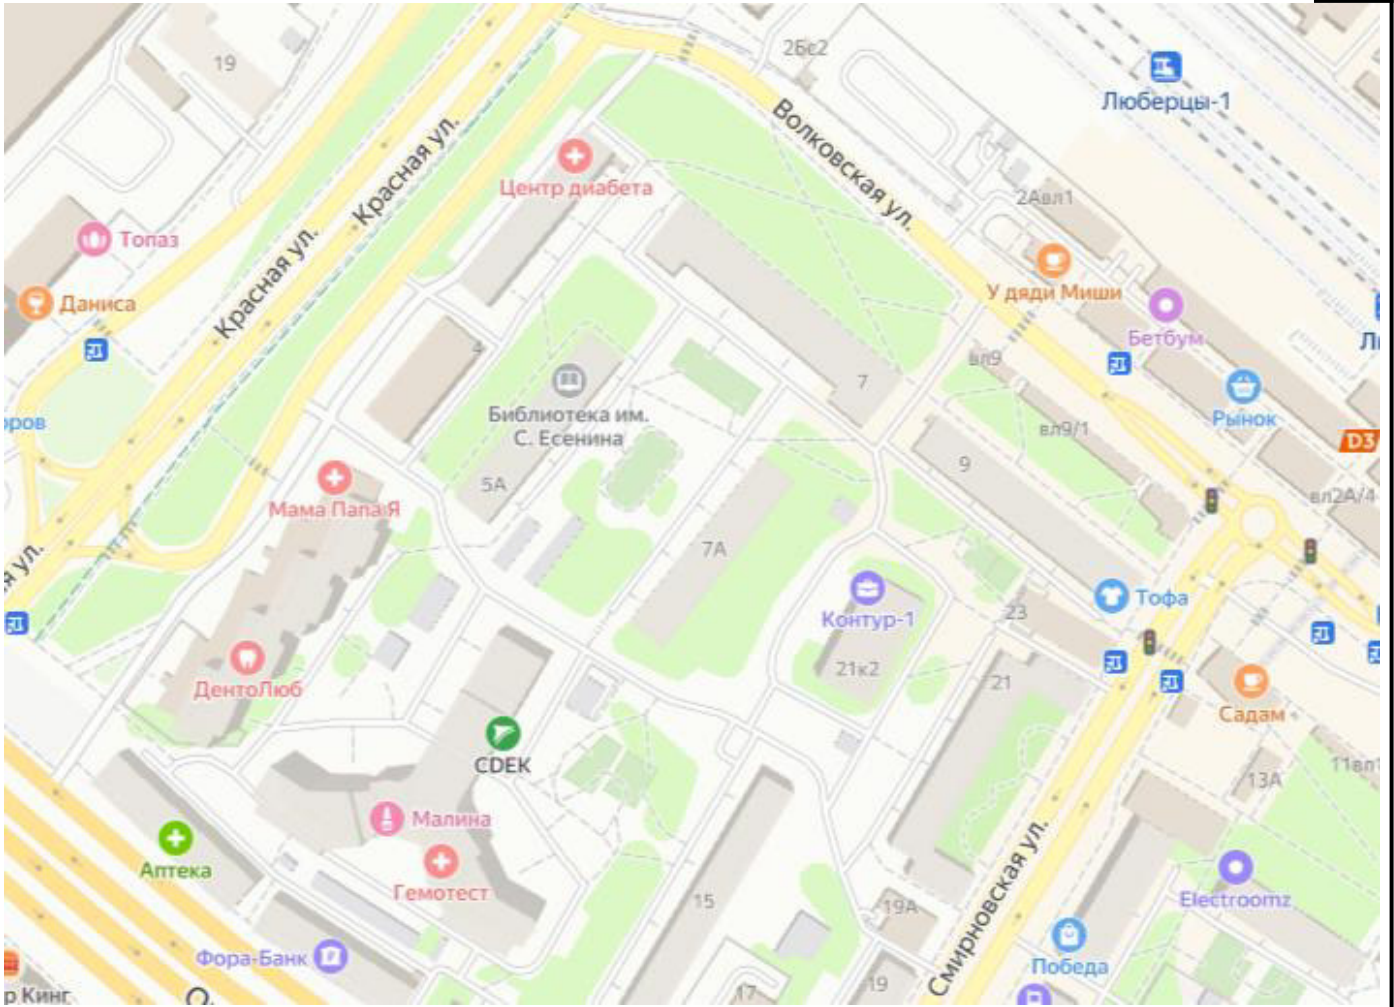 19
2Бс2
Люберцы-1
Волковская ул.
Красная ул.
Красная ул.
Центр диабета
2Авл1
Топаз
У дяди Миши
Даниса
Бетбум
4
вл9
7
Рынок
Библиотека им.
С. Есенина
вл9/1
D3
9
5А
вл2А/4
Мама Папа Я
7А
я ул.
Контур-1
Тофа
23
21к2
21
ДентоЛюб
Садам
CDEK
13А
Малина
Аптека
Гемотест
Смирновская ул.
15
19А
Electroomz
Фора-Банк
Победа
19
17
р Кинг